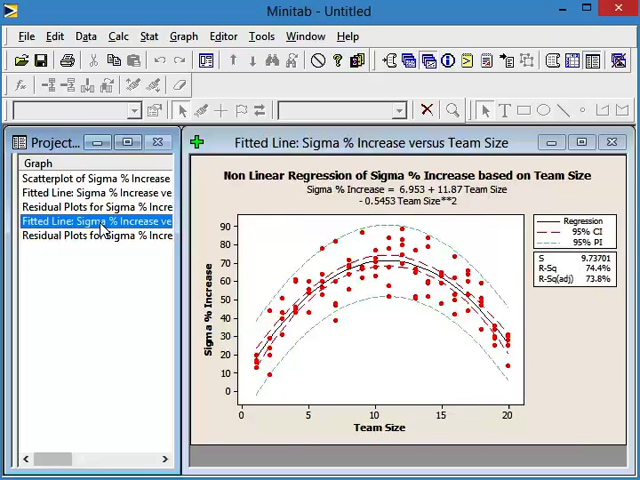 Minitab - Untitled
File Edit Data Calc Stat Graph Editor Tools Window Help
Project...
Graph
Scatterplot of Sigma % Increase
Fitted Line: Sigma % Increase ve
Residual Plots for Sigma % Incre
Fitted Line: Sigma % Increase ve
Residual Plots for Sigma % Incre
Fitted Line: Sigma % Increase versus Team Size
Non Linear Regression of Sigma % Increase based on Team Size
Sigma % Increase = 6.953 + 11.87 Team Size
- 0.5453 Team Size**2
Regression
95% CI
95% PI
S 9.73701
R-Sq 74.4%
R-Sq(adj) 73.8%
Sigma % Increase
90
80
70
60
50
40
30
20
10
0
0 5 10 15 20
Team Size